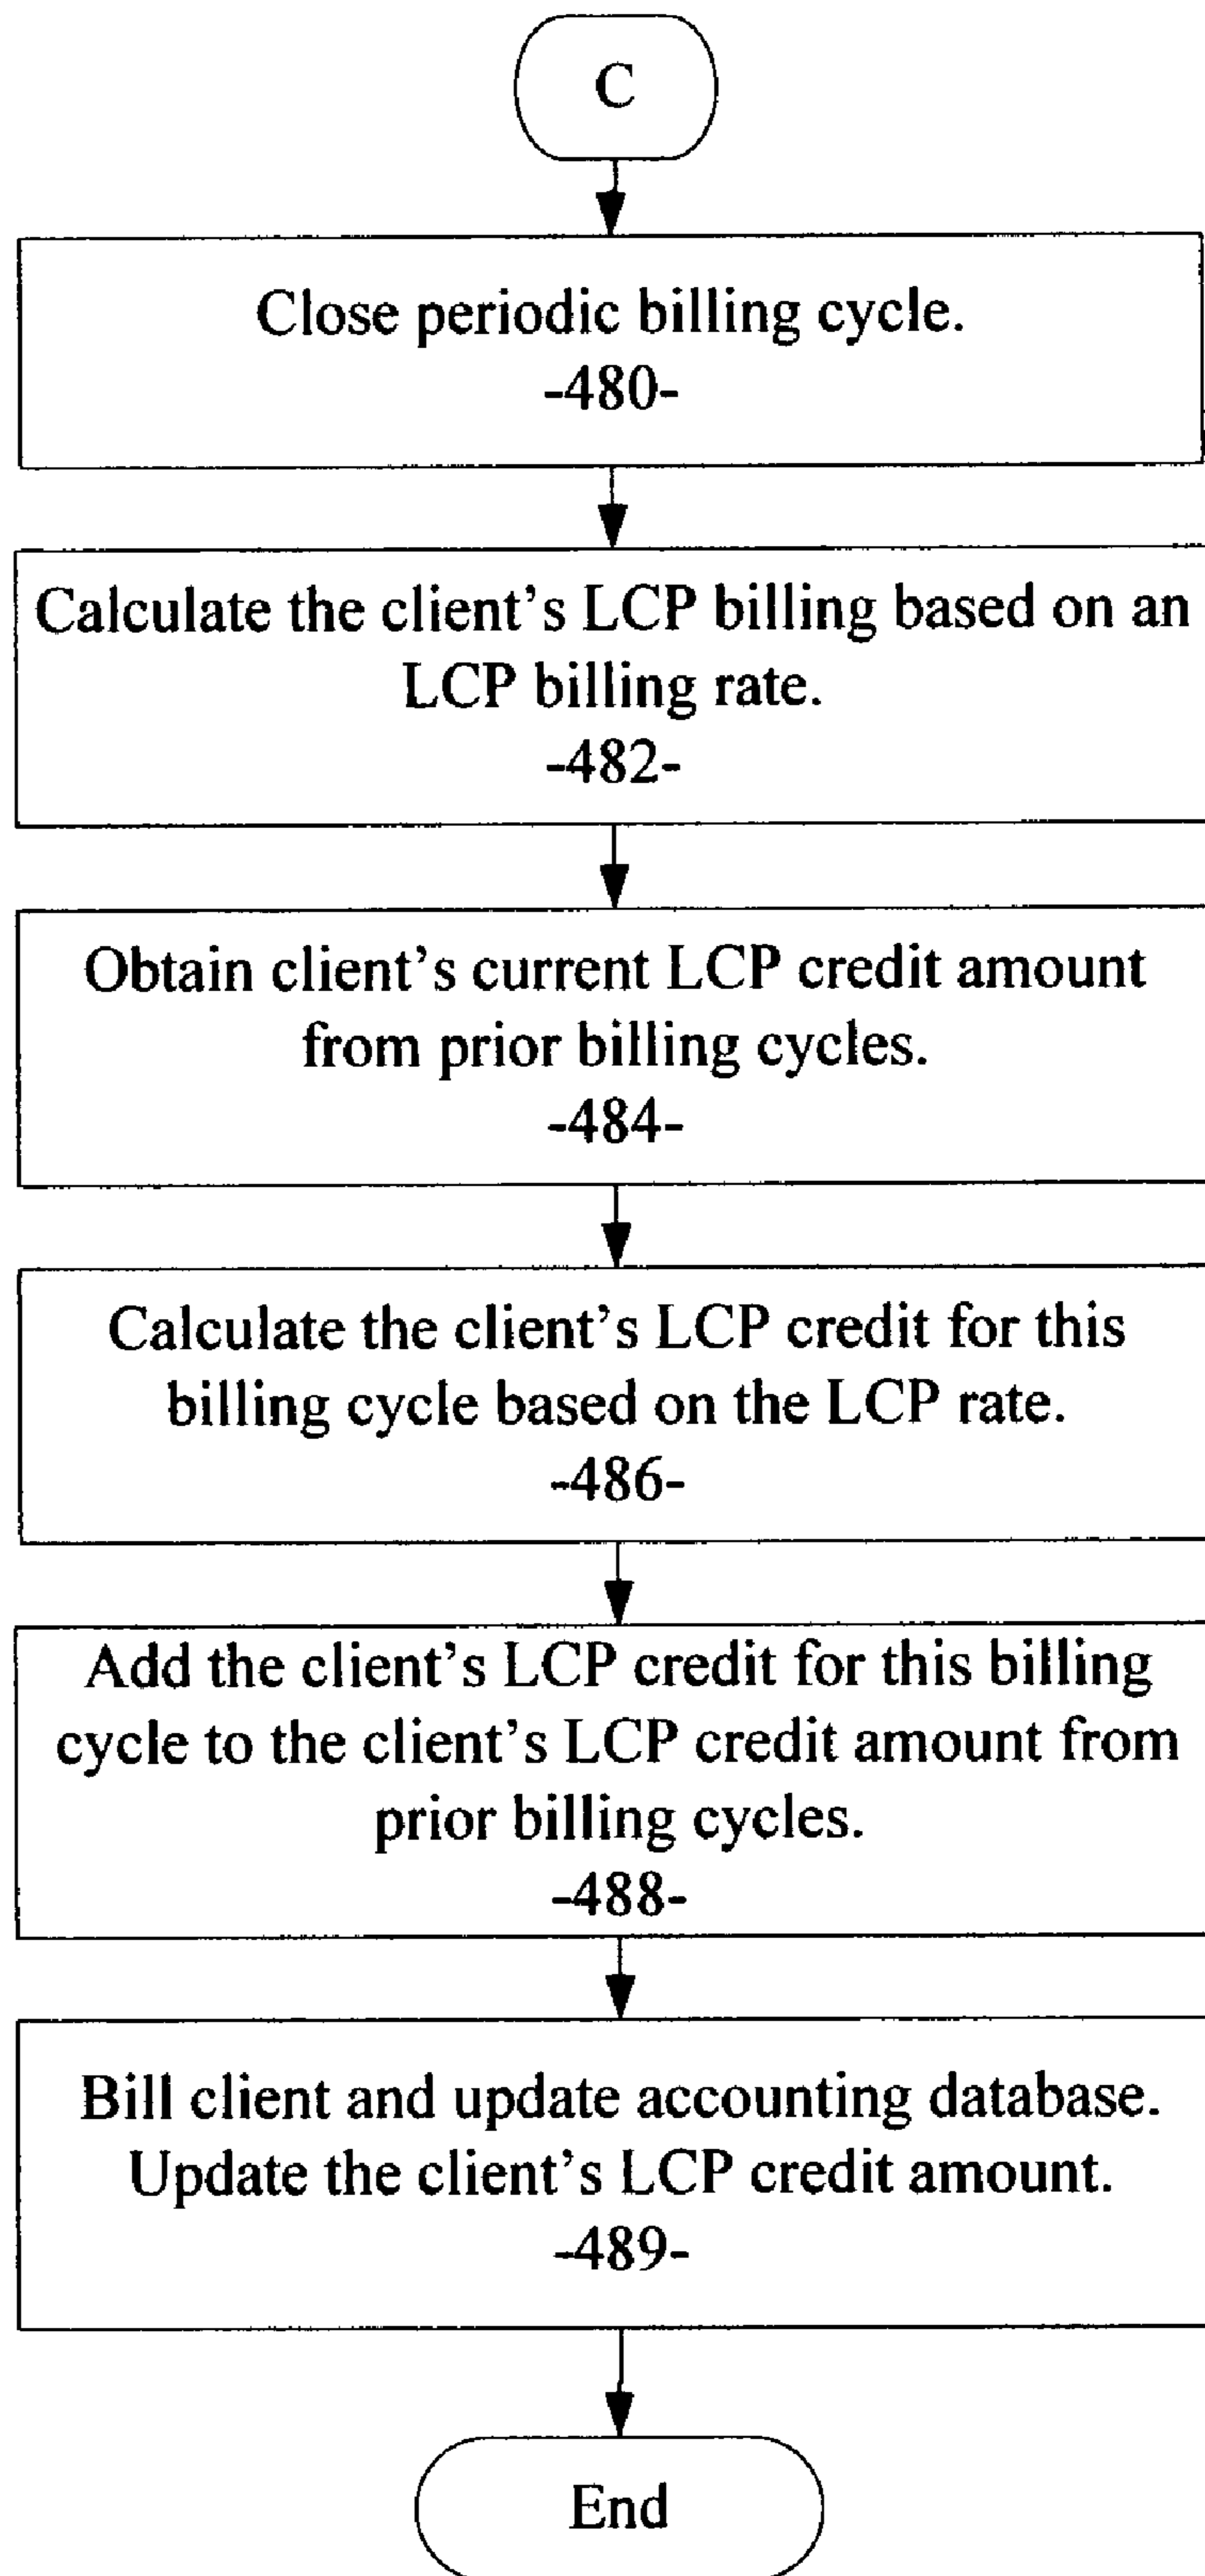 C
Close periodic billing cycle.
-480-
Calculate the client's LCP billing based on an
LCP billing rate.
-482-
Obtain client's current LCP credit amount
from prior billing cycles.
-484-
Calculate the client's LCP credit for this
billing cycle based on the LCP rate.
-486-
Add the client's LCP credit for this billing
cycle to the client's LCP credit amount from
prior billing cycles.
-488-
Bill client and update accounting database.
Update the client's LCP credit amount.
-489-
End